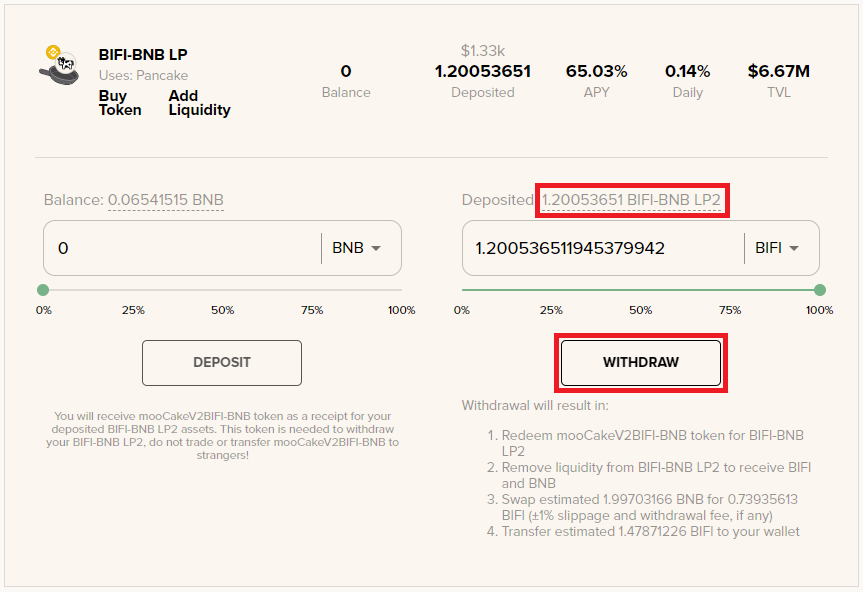 BIFI-BNB LP
Uses: Pancake
Buy Token
Add Liquidity
0
Balance
$1.33k
1.20053651
Deposited
65.03%
APY
0.14%
Daily
$6.67M
TVL
Balance: 0.06541515 BNB
0
BNB
0%
25%
50%
75%
100%
DEPOSIT
You will receive mooCakeV2BIFI-BNB token as a receipt for your
deposited BIFI-BNB LP2 assets. This token is needed to withdraw
your BIFI-BNB LP2, do not trade or transfer mooCakeV2BIFI-BNB to
strangers!
Deposited 1.20053651 BIFI-BNB LP2
1.200536511945379942
BIFI
0%
25%
50%
75%
100%
WITHDRAW
Withdrawal will result in:
1. Redeem mooCakeV2BIFI-BNB token for BIFI-BNB
LP2
2. Remove liquidity from BIFI-BNB LP2 to receive BIFI
and BNB
3. Swap estimated 1.99703166 BNB for 0.73935613
BIFI (±1% slippage and withdrawal fee, if any)
4. Transfer estimated 1.47871226 BIFI to your wallet